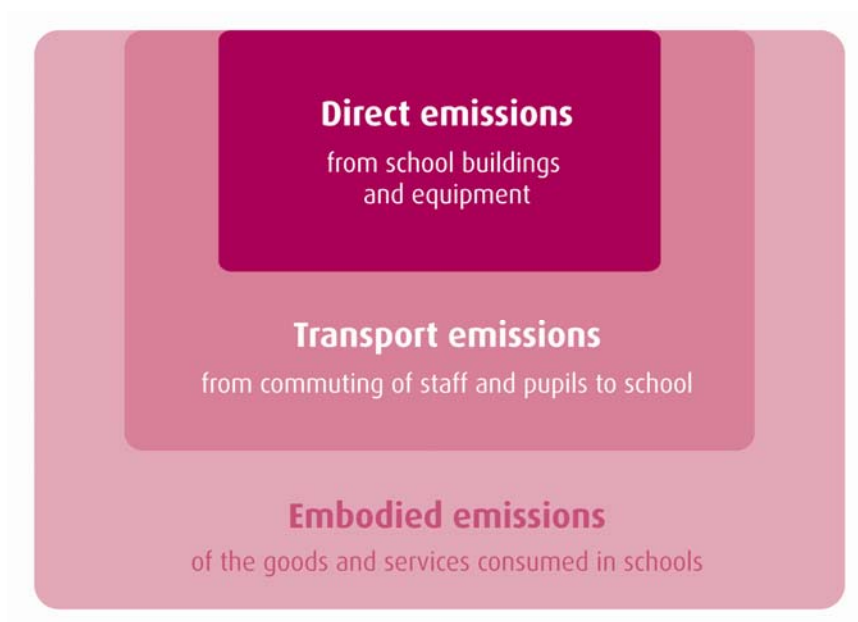 Direct emissions
from school buildings
and equipment
Transport emissions
from commuting of staff and pupils to school
Embodied emissions
of the goods and services consumed in schools